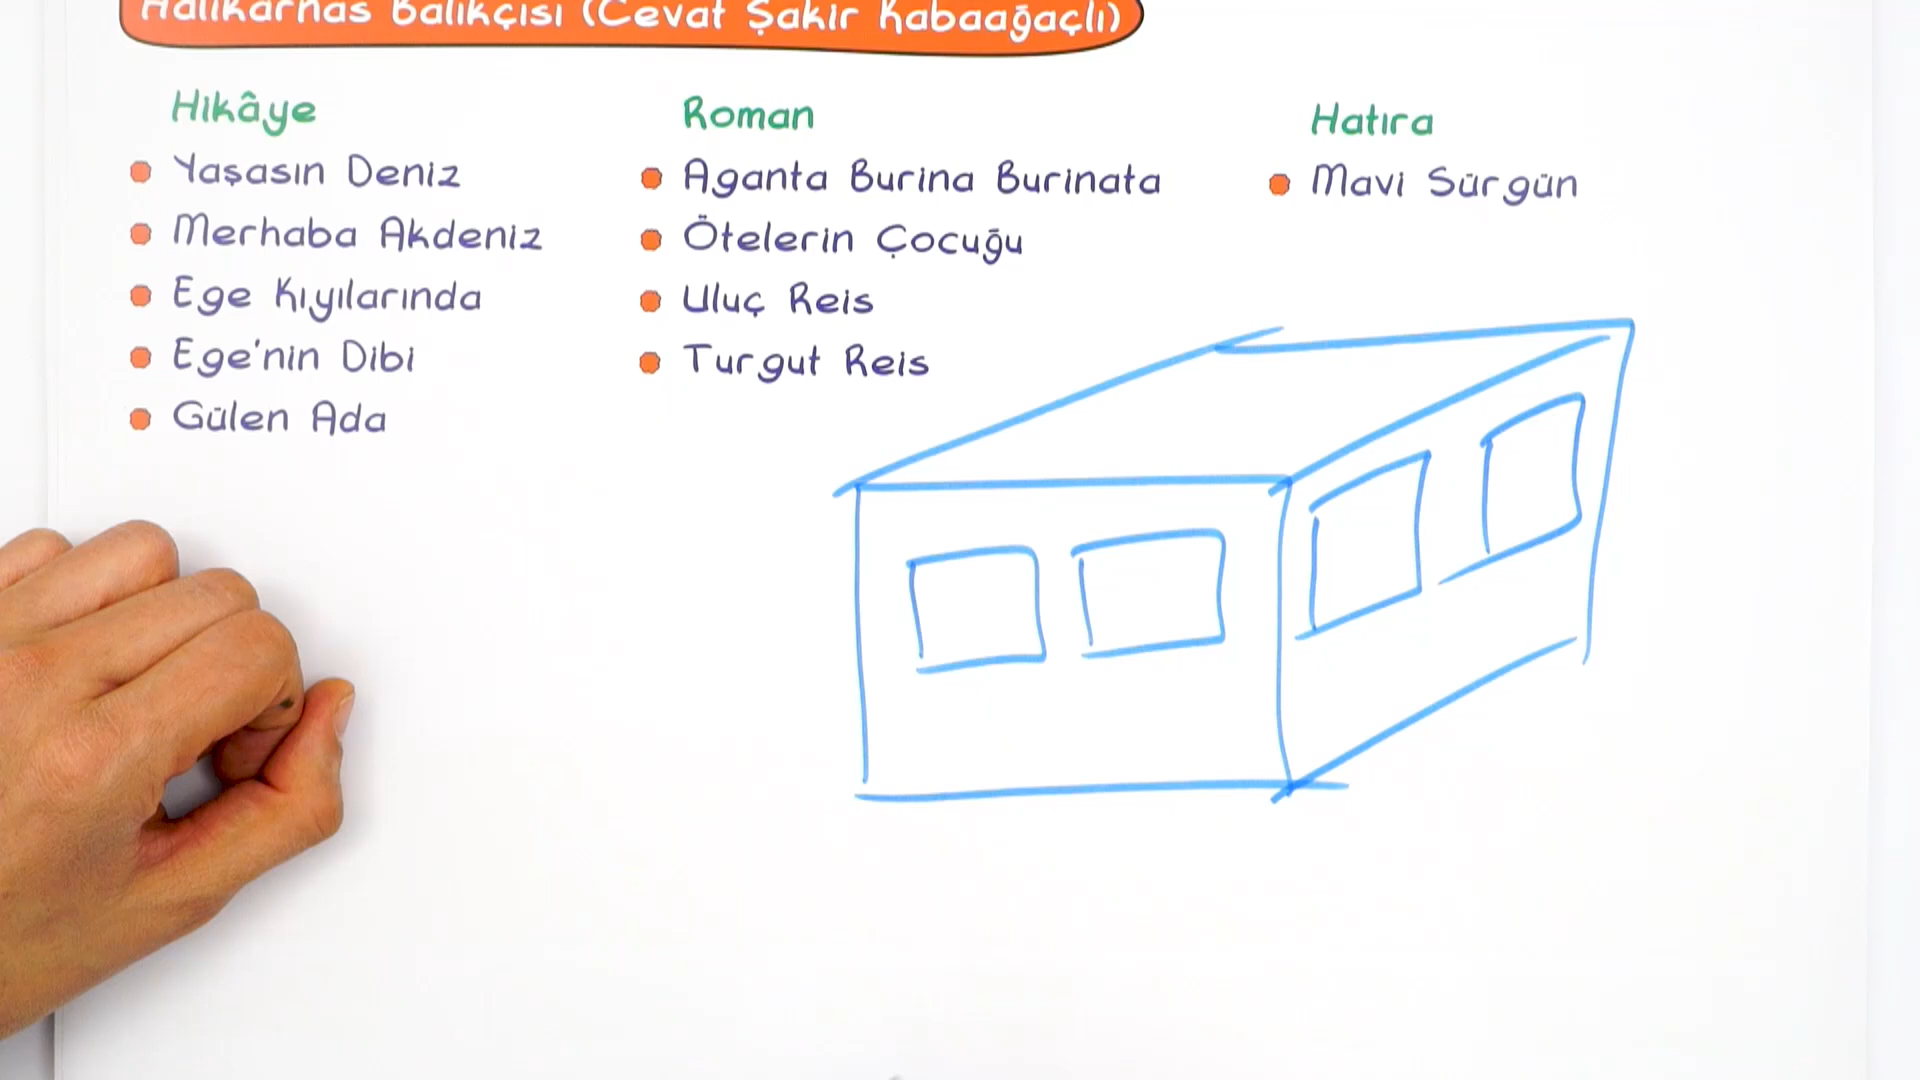 Halikarnas Balıkçısı (Cevat Şakir Kabaağaçlı)
Hikâye
Yaşasın Deniz
Merhaba Akdeniz
Ege Kıyılarında
Ege'nin Dibi
Gülen Ada
Roman
Aganta Burina Burinata
Ötelerin Çocuğu
Uluç Reis
Turgut Reis
Hatıra
Mavi Sürgün